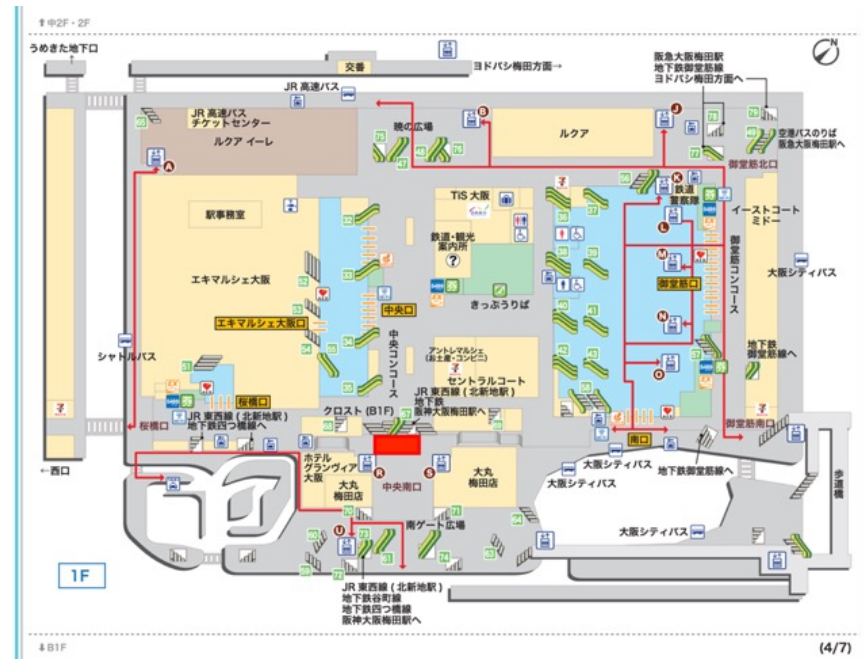 ⬆中2F・2F
うめきた地下口
交番
ヨドバシ梅田方面→
阪急大阪梅田駅
地下鉄御堂筋線
ヨドバシ梅田方面へ
N
JR 高速バス
JR 高速バス
チケットセンター
ルクア イーレ
暁の広場
ルクア
空港バスのりば
阪急大阪梅田駅へ
御堂筋北口
A
B
J
K
鉄道
警察隊
L
M
N
O
駅事務室
TiS 大阪
鉄道・観光
案内所
イーストコート
ミドー
エキマルシェ大阪
御堂筋コンコース
大阪シティバス
御堂筋口
きっぷうりば
中央口
エキマルシェ大阪口
中央コンコース
シャトルバス
アントレマルシェ
(お土産・コンビニ)
セントラルコート
地下鉄
御堂筋線へ
JR 東西線（北新地駅）
地下鉄
阪神大阪梅田駅へ
クロスト (B1F)
桜橋口
桜橋口
JR 東西線（北新地駅）
地下鉄四つ橋線へ
御堂筋南口
南口
←西口
ホテル
グランヴィア
大阪
大丸
梅田店
R
S
中央南口
大丸
梅田店
大阪シティバス
大阪シティバス
地下鉄御堂筋線へ
歩道橋
南ゲート広場
大阪シティバス
U
1F
JR 東西線（北新地駅）
地下鉄谷町線
地下鉄四つ橋線
阪神大阪梅田駅へ
⬇B1F
(4/7)